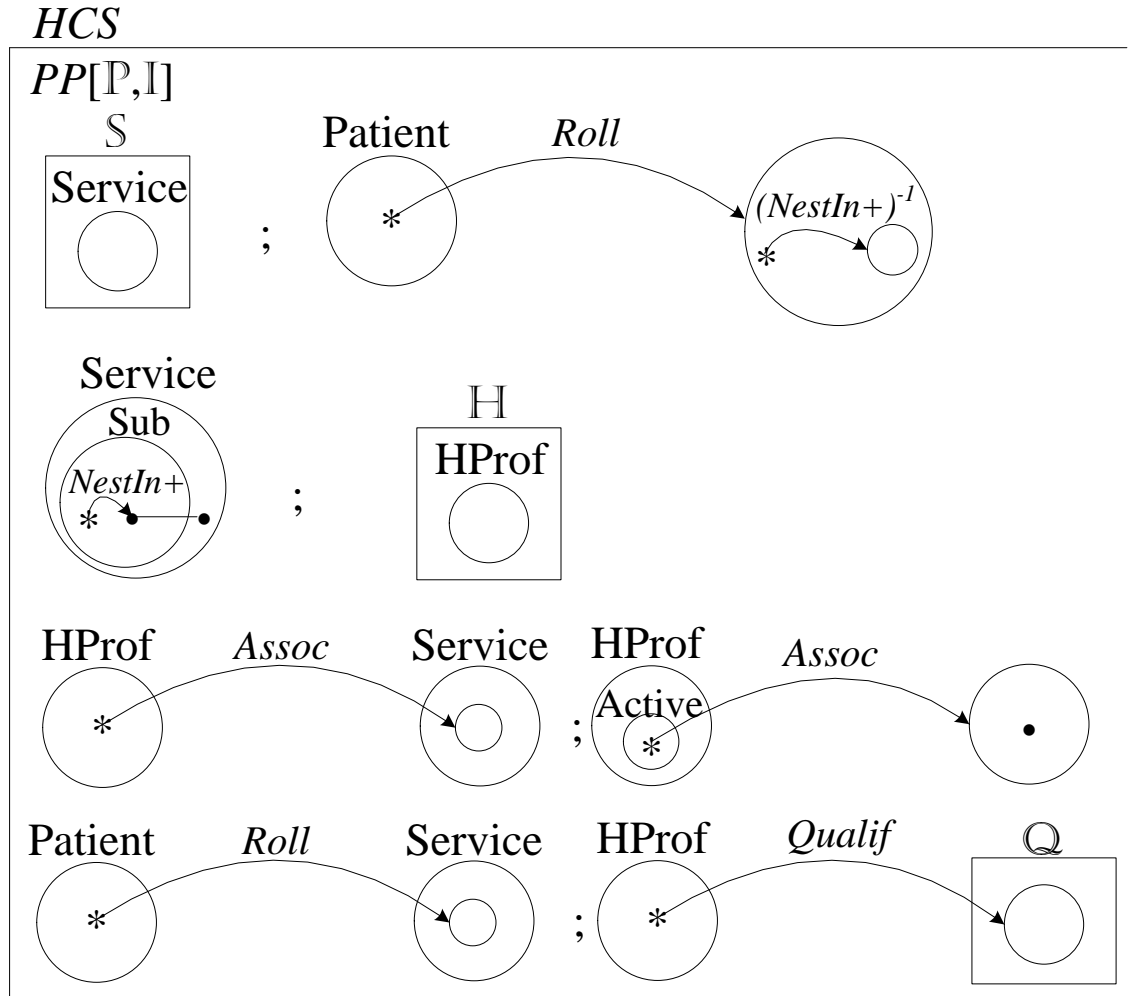 HCS
PP[ℙ,𝕀]
𝕊
Service
;
Patient
Roll
*
(NestIn+)⁻¹
*
Service
Sub
NestIn+
*
;
ℍ
HProf
HProf
Assoc
Service
HProf
Assoc
*
;
Active
*
Patient
Roll
Service
HProf
Qualif
ℚ
*
;
*